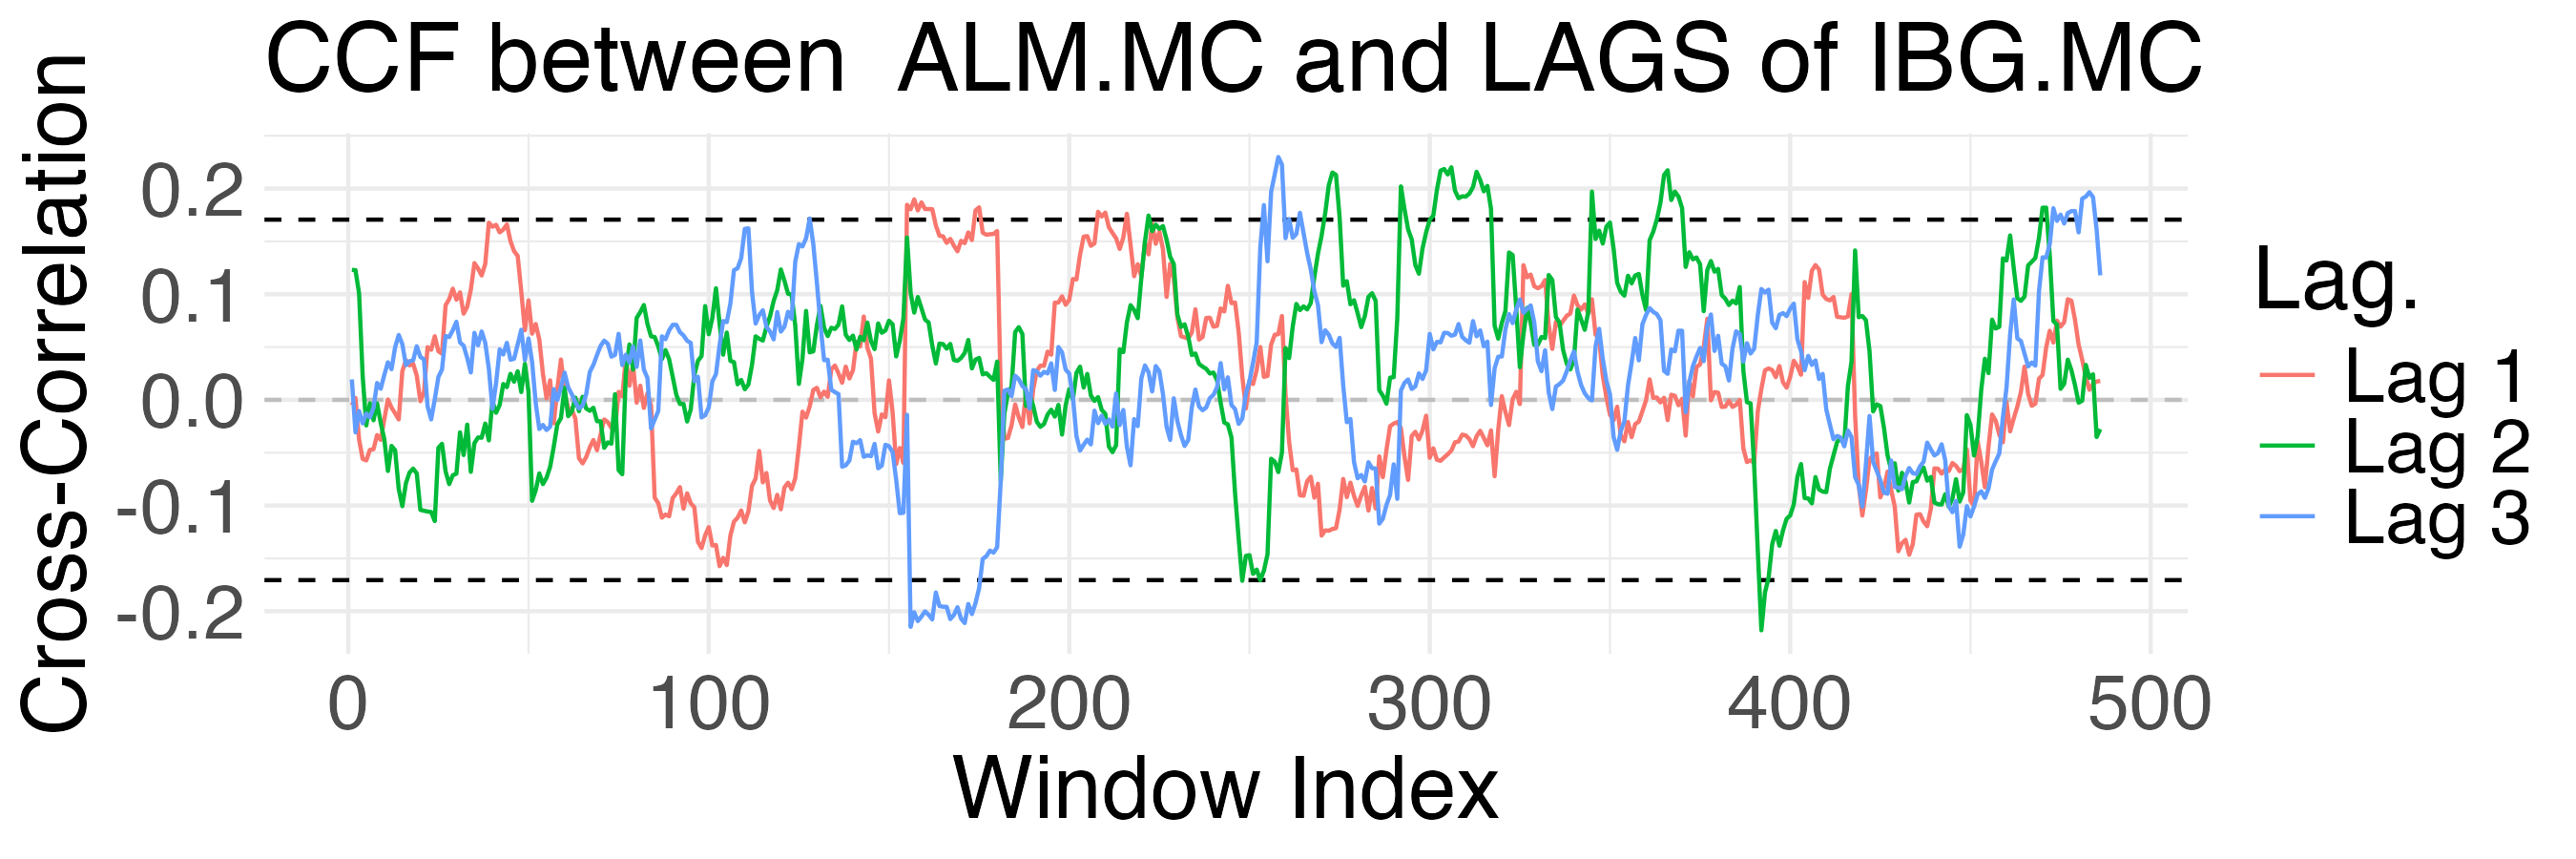 CCF between  ALM.MC and LAGS of IBG.MC
Cross-Correlation
0.2
0.1
0.0
-0.1
-0.2
0 100 200 300 400 500
Window Index
Lag.
Lag 1
Lag 2
Lag 3